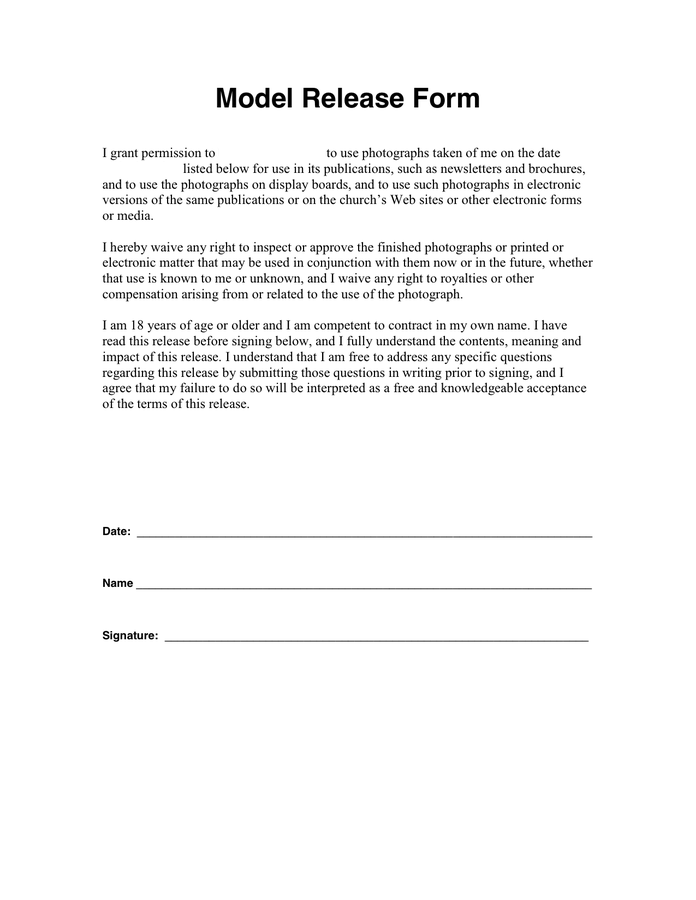 Model Release Form
I grant permission to to use photographs taken of me on the date
listed below for use in its publications, such as newsletters and brochures,
and to use the photographs on display boards, and to use such photographs in electronic
versions of the same publications or on the church’s Web sites or other electronic forms
or media.
I hereby waive any right to inspect or approve the finished photographs or printed or
electronic matter that may be used in conjunction with them now or in the future, whether
that use is known to me or unknown, and I waive any right to royalties or other
compensation arising from or related to the use of the photograph.
I am 18 years of age or older and I am competent to contract in my own name. I have
read this release before signing below, and I fully understand the contents, meaning and
impact of this release. I understand that I am free to address any specific questions
regarding this release by submitting those questions in writing prior to signing, and I
agree that my failure to do so will be interpreted as a free and knowledgeable acceptance
of the terms of this release.
Date:
Name
Signature: